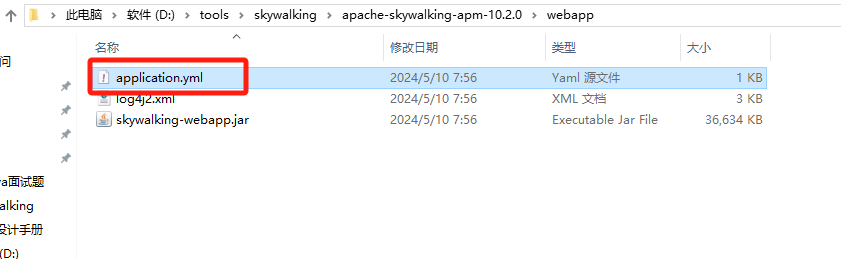 此电脑 > 软件 (D:) > tools > skywalking > apache-skywalking-apm-10.2.0 > webapp
名称 修改日期 类型 大小
问
application.yml 2024/5/10 7:56 Yaml 源文件 1 KB
log4j2.xml 2024/5/10 7:56 XML 文档 3 KB
skywalking-webapp.jar 2024/5/10 7:56 Executable Jar File 36,634 KB
va面试题
alking
设计手册
(D:)